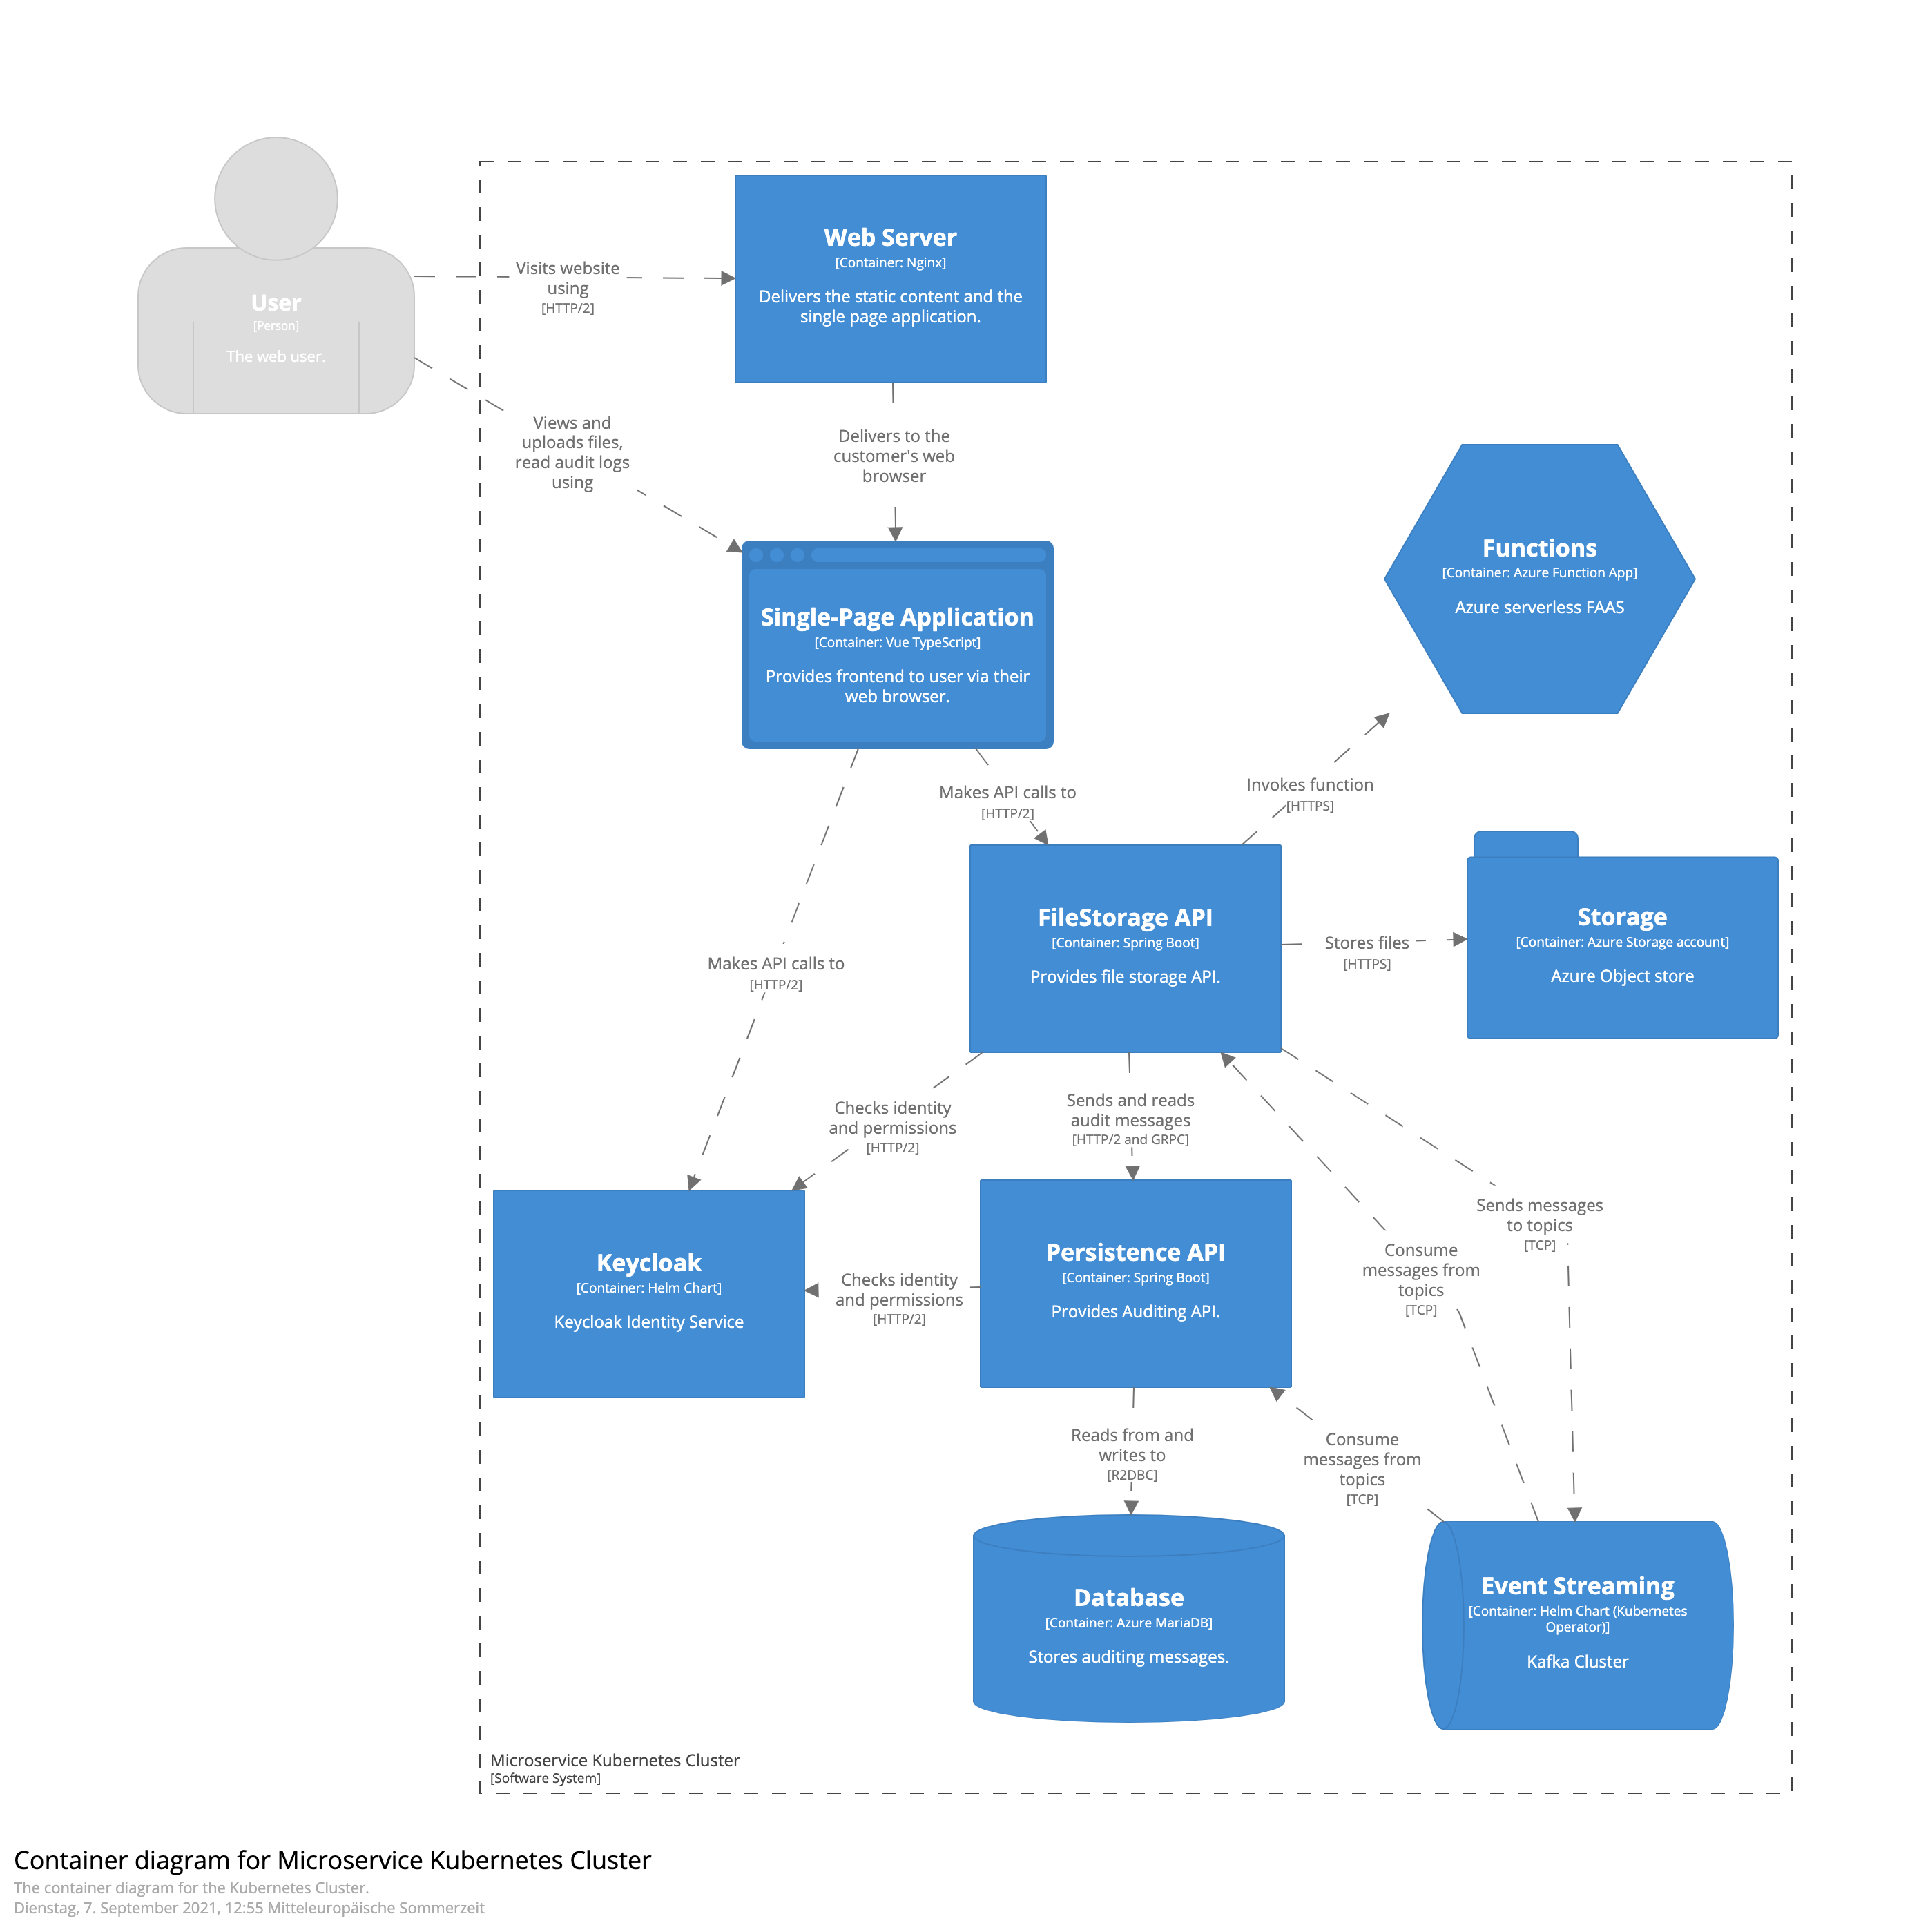 User
[Person]
The web user.
Visits website
using
[HTTP/2]
Web Server
[Container: Nginx]
Delivers the static content and the
single page application.
Views and
uploads files,
read audit logs
using
Delivers to the
customer's web
browser
Single-Page Application
[Container: Vue TypeScript]
Provides frontend to user via their
web browser.
Functions
[Container: Azure Function App]
Azure serverless FAAS
Makes API calls to
[HTTP/2]
Invokes function
[HTTPS]
FileStorage API
[Container: Spring Boot]
Provides file storage API.
Stores files
[HTTPS]
Storage
[Container: Azure Storage account]
Azure Object store
Makes API calls to
[HTTP/2]
Checks identity
and permissions
[HTTP/2]
Sends and reads
audit messages
[HTTP/2 and GRPC]
Sends messages
to topics
[TCP]
Consume
messages from
topics
[TCP]
Keycloak
[Container: Helm Chart]
Keycloak Identity Service
Checks identity
and permissions
[HTTP/2]
Persistence API
[Container: Spring Boot]
Provides Auditing API.
Reads from and
writes to
[R2DBC]
Consume
messages from
topics
[TCP]
Database
[Container: Azure MariaDB]
Stores auditing messages.
Event Streaming
[Container: Helm Chart (Kubernetes
Operator)]
Kafka Cluster
Microservice Kubernetes Cluster
[Software System]
Container diagram for Microservice Kubernetes Cluster
The container diagram for the Kubernetes Cluster.
Dienstag, 7. September 2021, 12:55 Mitteleuropäische Sommerzeit